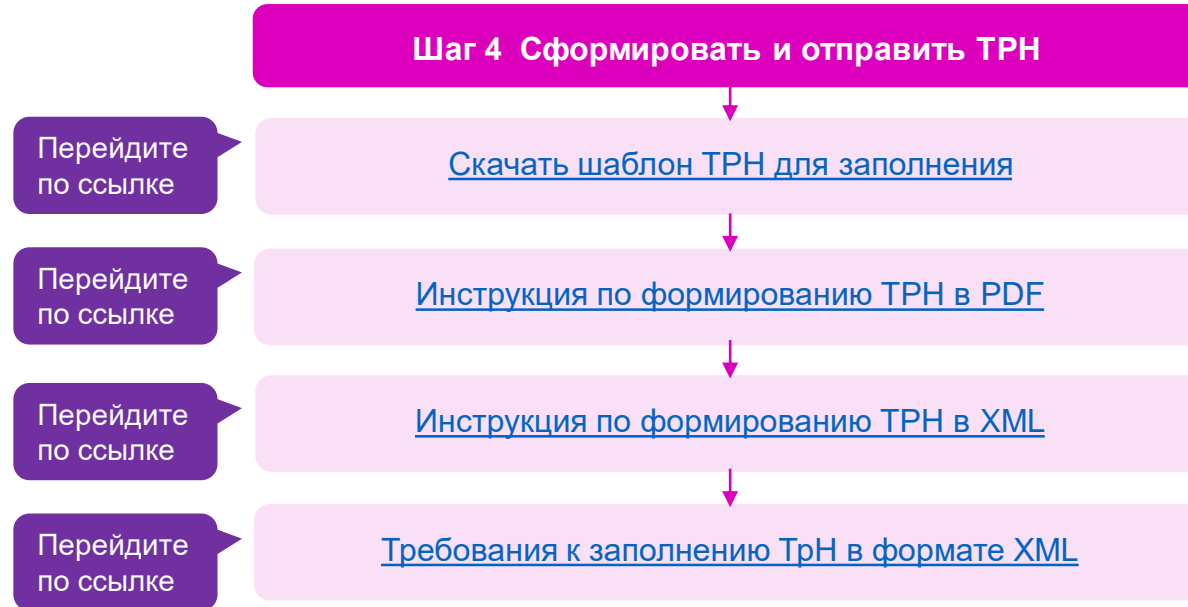 Шаг 4 Сформировать и отправить ТРН
Перейдите
по ссылке
Скачать шаблон ТРН для заполнения
Перейдите
по ссылке
Инструкция по формированию ТРН в PDF
Перейдите
по ссылке
Инструкция по формированию ТРН в XML
Перейдите
по ссылке
Требования к заполнению ТрН в формате XML